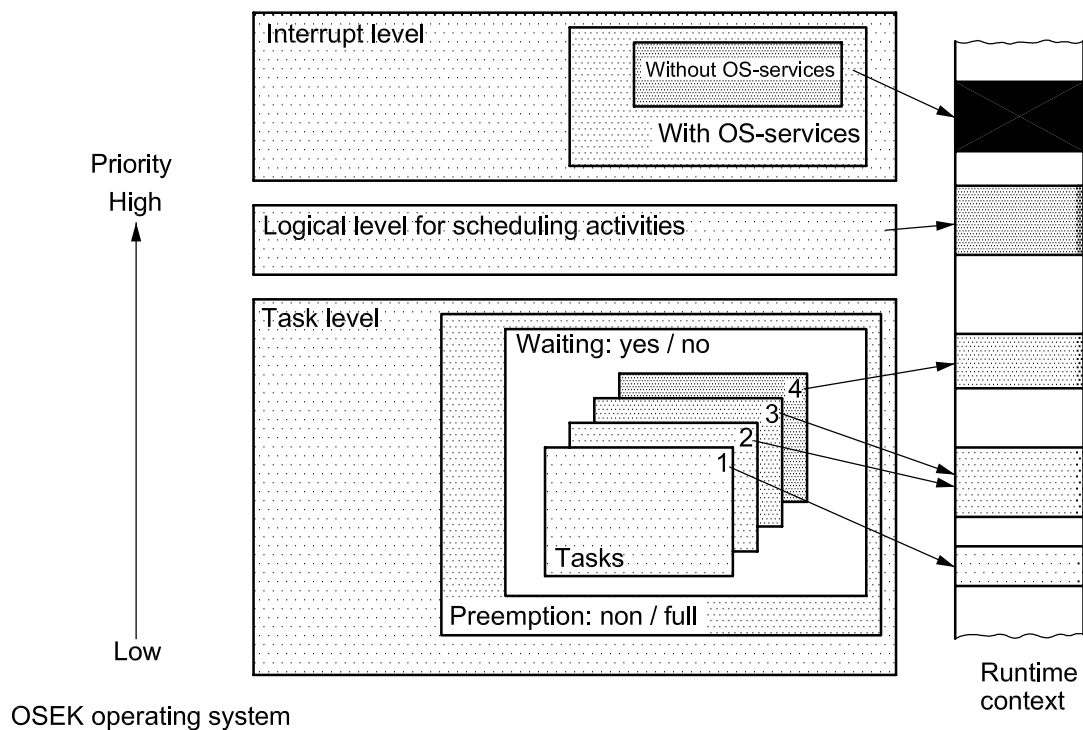 Interrupt level
Without OS-services
With OS-services
Priority
High
Logical level for scheduling activities
Task level
Waiting: yes / no
4
3
2
1
Tasks
Preemption: non / full
Low
Runtime
context
OSEK operating system